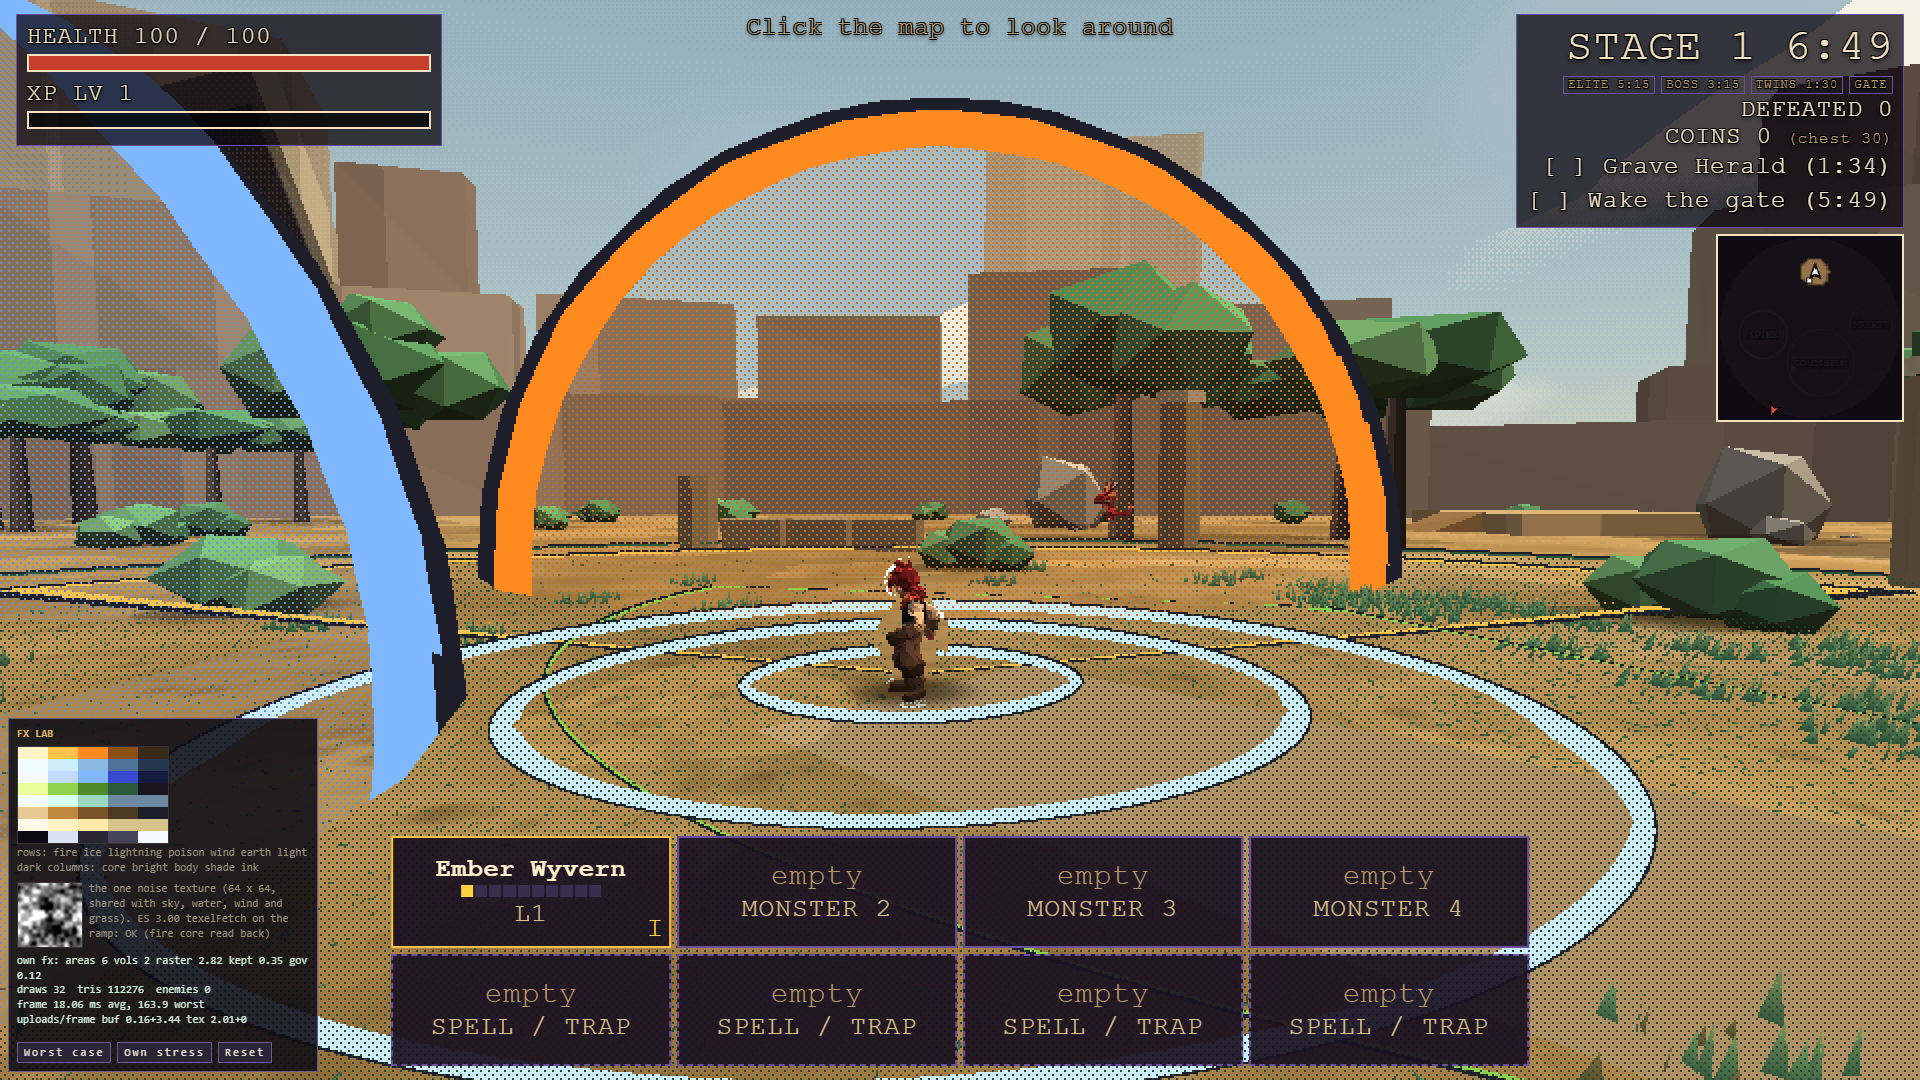 HEALTH 100 / 100
XP LV 1
Click the map to look around
STAGE 1 6:49
ELITE 5:15 BOSS 3:15 TWINS 1:30 GATE
DEFEATED 0
COINS 0 (chest 30)
[ ] Grave Herald (1:34)
[ ] Wake the gate (5:49)
FX LAB
rows: fire ice lightning poison wind earth light
dark columns: core bright body shade ink
the one noise texture (64 x 64,
shared with sky, water, wind and
grass). ES 3.00 texelFetch on the
ramp: OK (fire core read back)
own fx: areas 6 vols 2 raster 2.82 kept 0.35 gov
0.12
draws 32 tris 112276 enemies 0
frame 18.06 ms avg, 163.9 worst
uploads/frame buf 0.16+3.44 tex 2.01+0
Worst case Own stress Reset
Ember Wyvern
L1
I
empty
MONSTER 2
empty
MONSTER 3
empty
MONSTER 4
empty
SPELL / TRAP
empty
SPELL / TRAP
empty
SPELL / TRAP
empty
SPELL / TRAP